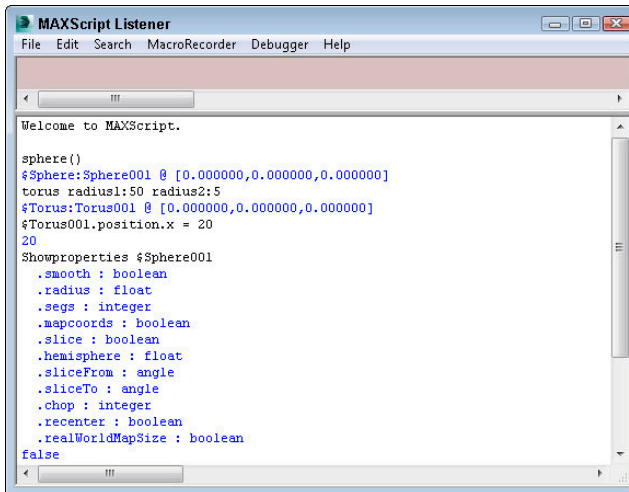 MAXScript Listener
File Edit Search MacroRecorder Debugger Help
Welcome to MAXScript.
sphere()
$Sphere:Sphere001 @ [0.000000,0.000000,0.000000]
torus radius1:50 radius2:5
$Torus:Torus001 @ [0.000000,0.000000,0.000000]
$Torus001.position.x = 20
20
Showproperties $Sphere001
.smooth : boolean
.radius : float
.segs : integer
.mapcoords : boolean
.slice : boolean
.hemisphere : float
.sliceFrom : angle
.sliceTo : angle
.chop : integer
.recenter : boolean
.realWorldMapSize : boolean
false